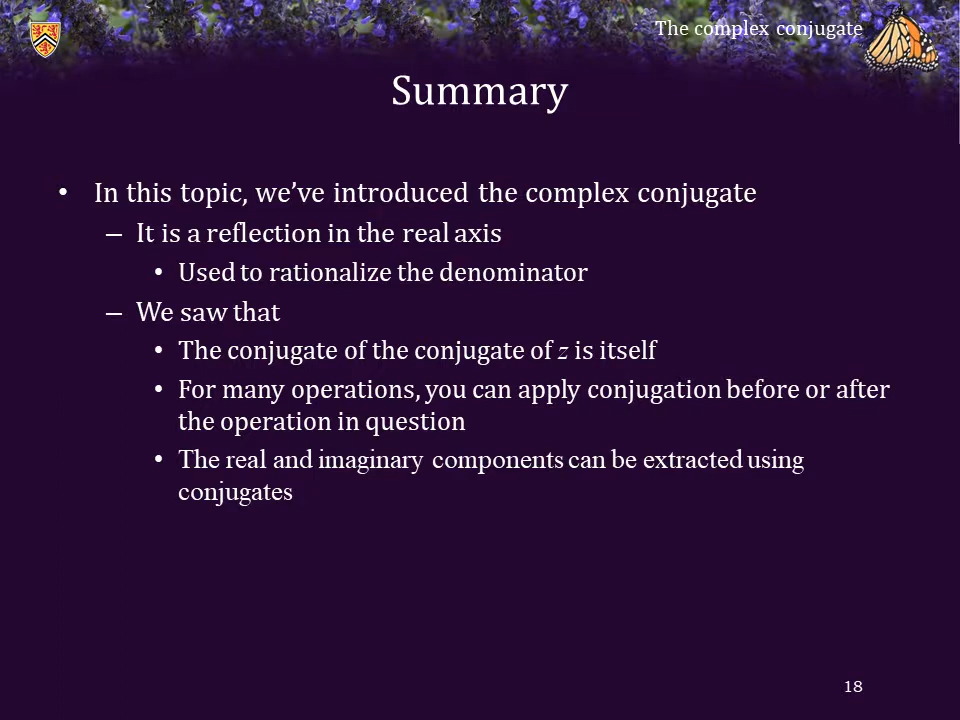 The complex conjugate
Summary
• In this topic, we’ve introduced the complex conjugate
– It is a reflection in the real axis
• Used to rationalize the denominator
– We saw that
• The conjugate of the conjugate of z is itself
• For many operations, you can apply conjugation before or after
the operation in question
• The real and imaginary components can be extracted using
conjugates
18